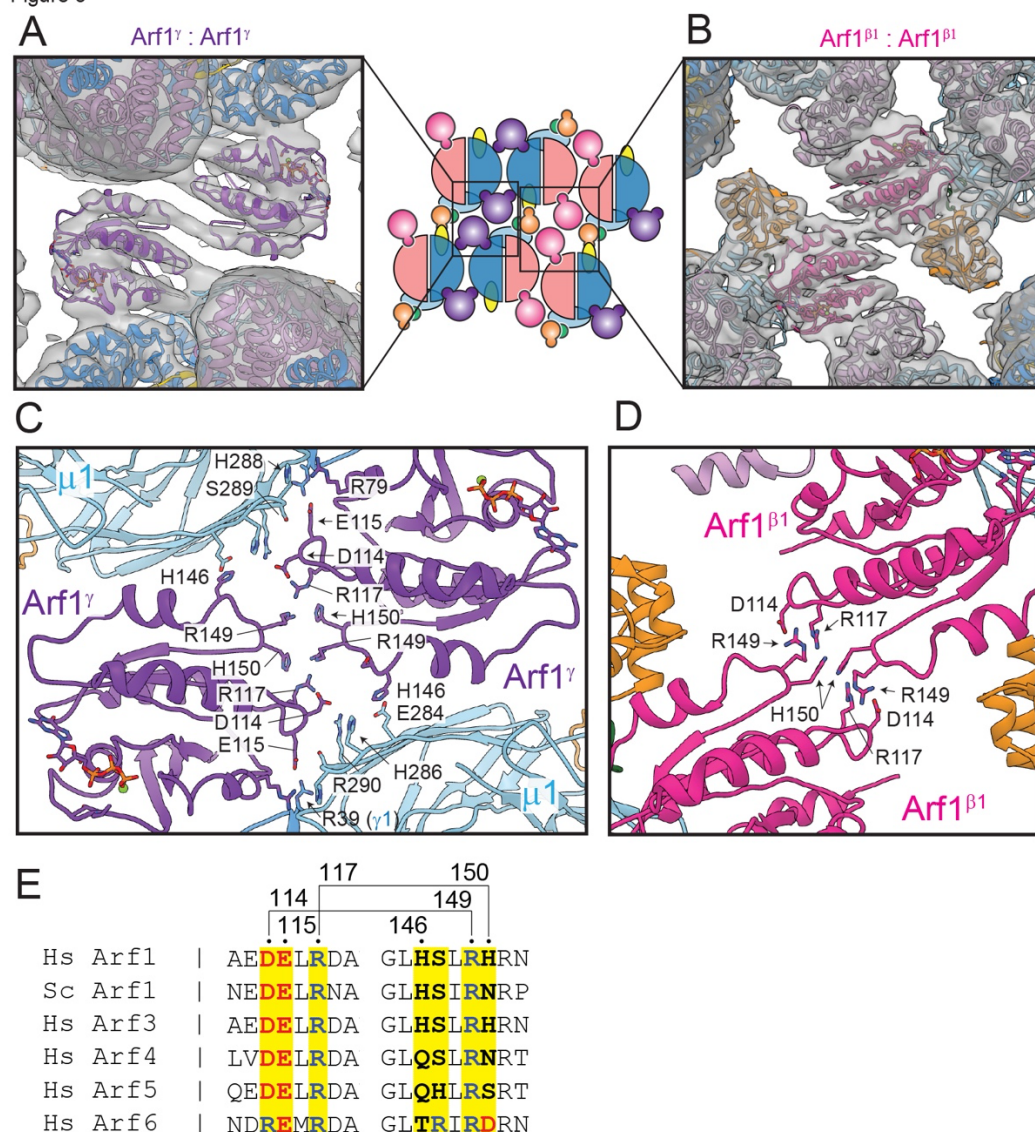 A
Arf1γ : Arf1γ
B
Arf1β1 : Arf1β1
C
μ1
H288
S289
R79
E115
D114
H146
R117
Arf1γ
H150
R149
R149
H150
Arf1γ
R117
H146
D114
E284
E115
H286
R290
μ1
R39 (γ1)
D
Arf1β1
D114
R117
R149
R149
H150
D114
R117
Arf1β1
E
117 150
114 149
115 146
Hs Arf1 | AEDELRDA GLHSLRHRN
Sc Arf1 | NEDELRNA GLHSIRNRP
Hs Arf3 | AEDELRDA GLHSLRHRN
Hs Arf4 | LVDELRDA GLQSLRNRT
Hs Arf5 | QEDELRDA GLQHLRSRT
Hs Arf6 | NDREMRDA GLTRIRDRN